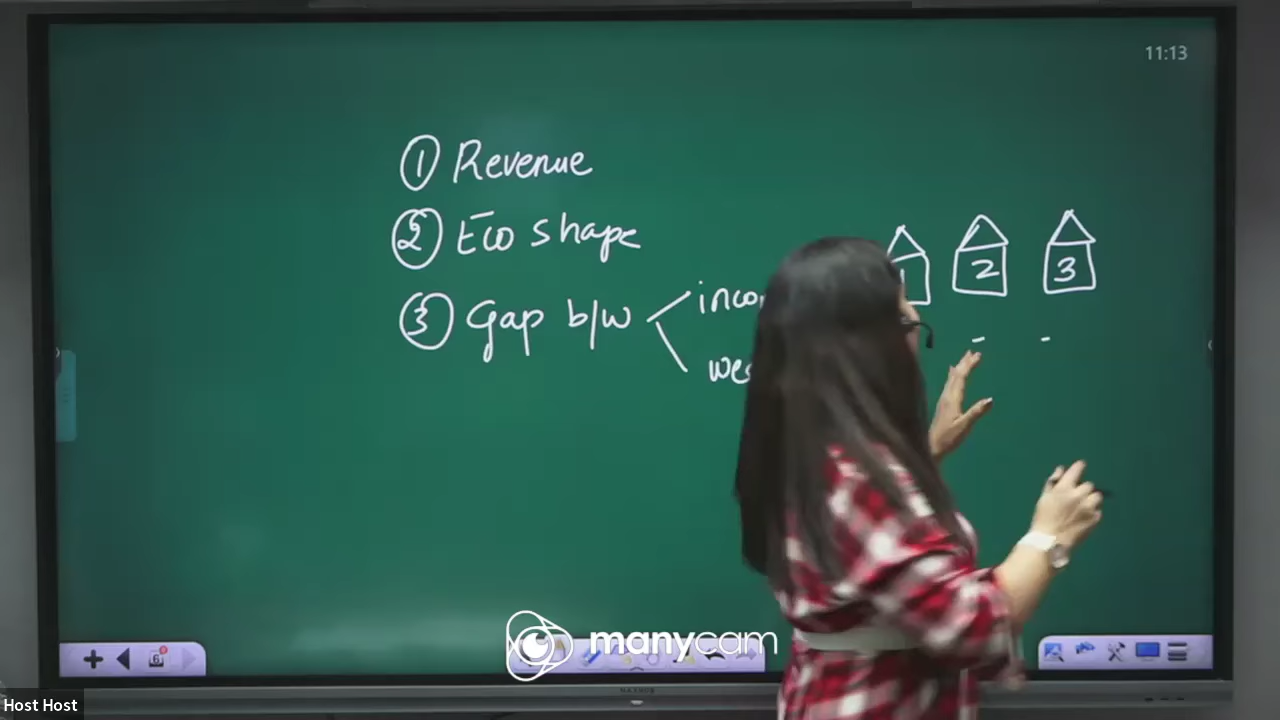 11:13
① Revenue
② Eco shape
③ Gap b/w
1 2 3
manycam
Host Host